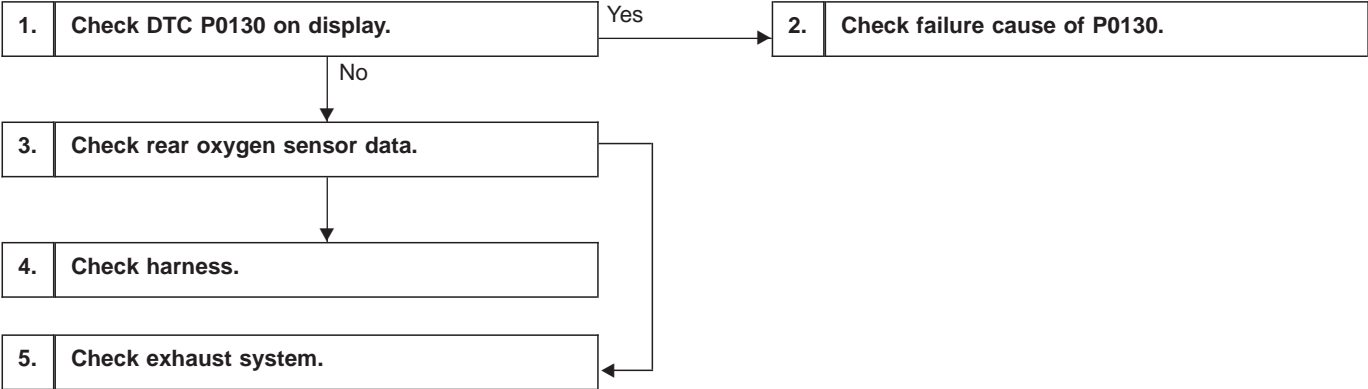 1. Check DTC P0130 on display.
Yes
2. Check failure cause of P0130.
No
3. Check rear oxygen sensor data.
4. Check harness.
5. Check exhaust system.